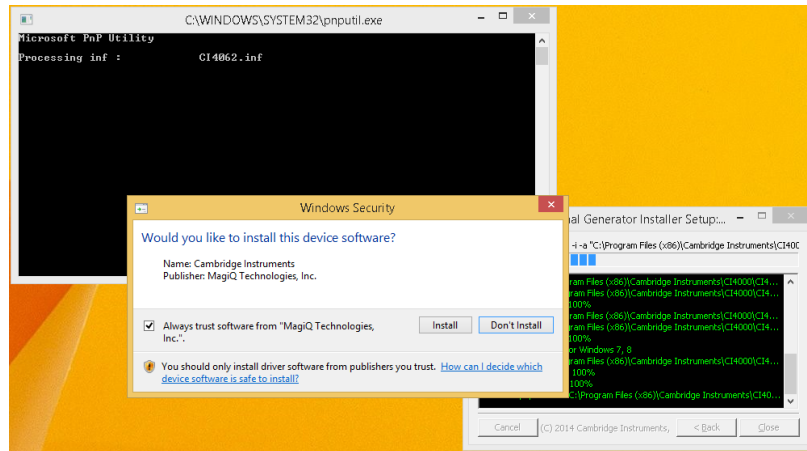 C:\WINDOWS\SYSTEM32\pnputil.exe
Microsoft PnP Utility
Processing inf : CI4062.inf
Windows Security
Would you like to install this device software?
Name: Cambridge Instruments
Publisher: MagiQ Technologies, Inc.
Always trust software from "MagiQ Technologies, Inc.".
Install
Don't Install
You should only install driver software from publishers you trust. How can I decide which
device software is safe to install?
nal Generator Installer Setup:...
-i -a "C:\Program Files (x86)\Cambridge Instruments\CI400
ram Files (x86)\Cambridge Instruments\CI4000\CI4...
ram Files (x86)\Cambridge Instruments\CI4000\CI4...
100%
ram Files (x86)\Cambridge Instruments\CI4000\CI4...
ram Files (x86)\Cambridge Instruments\CI4000\CI4...
100%
or Windows 7, 8
ram Files (x86)\Cambridge Instruments\CI4000\CI4...
100%
100%
C:\Program Files (x86)\Cambridge Instruments\CI40...
Cancel
(C) 2014 Cambridge Instruments,
< Back
Close